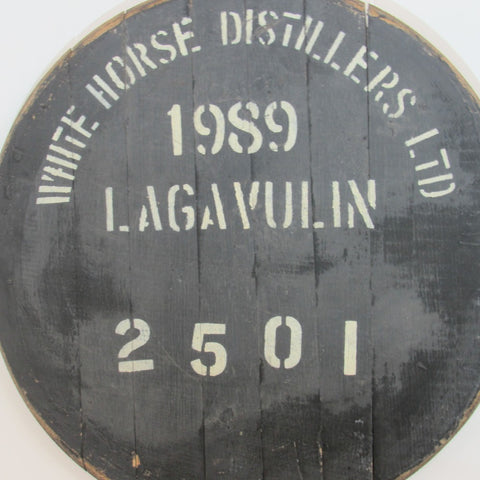 WHITE HORSE DISTILLERS LTD
1989
LAGAVULIN
2501